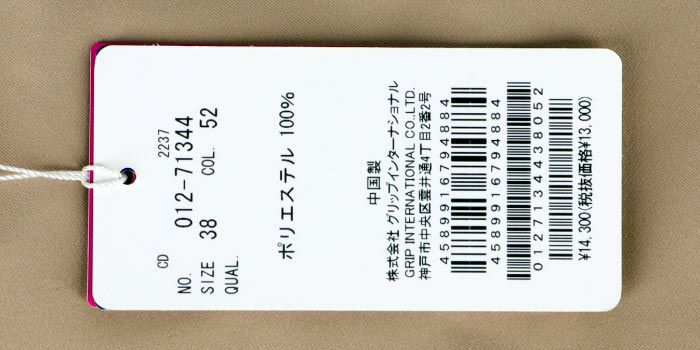 CD 2237
NO. 012-71344
SIZE 38 COL. 52
QUAL.
ポリエステル 100%
中国製
株式会社 グリップインターナショナル
GRIP INTERNATIONAL CO.,LTD.
神戸市中央区雲井通4丁目2番2号
4589916794884
4589916794884
0127134438052
¥14,300(税抜価格¥13,000)